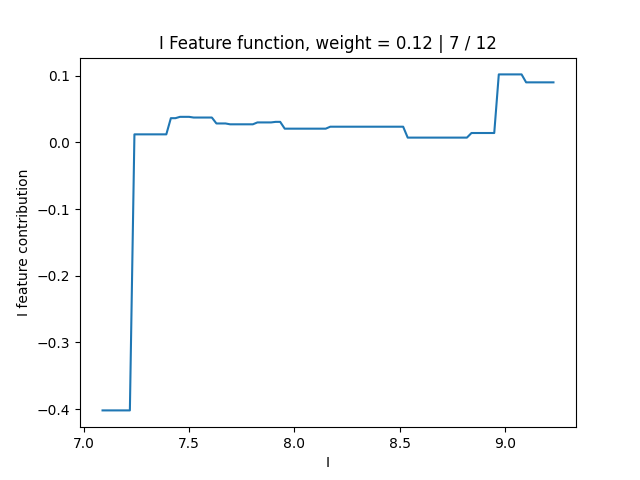 I Feature function, weight = 0.12 | 7 / 12
0.1
0.0
−0.1
−0.2
−0.3
−0.4
I feature contribution
7.0 7.5 8.0 8.5 9.0
I